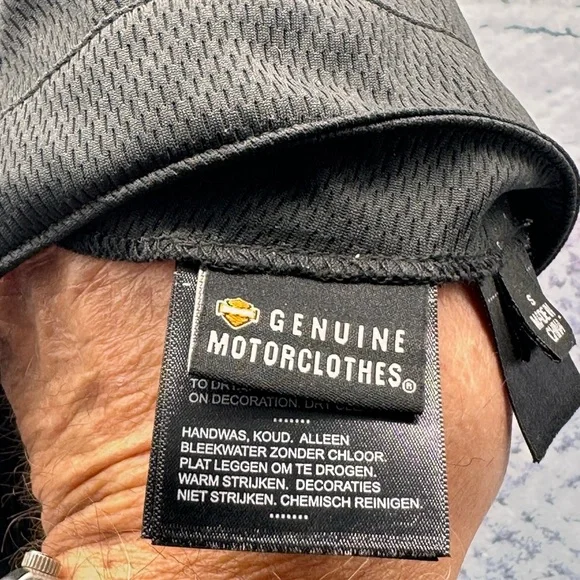 GENUINE
MOTORCLOTHES®
ON DECORATION.
HANDWAS, KOUD. ALLEEN
BLEEKWATER ZONDER CHLOOR.
PLAT LEGGEN OM TE DROGEN.
WARM STRIJKEN. DECORATIES
NIET STRIJKEN. CHEMISCH REINIGEN.
S
MADE IN
CHINA